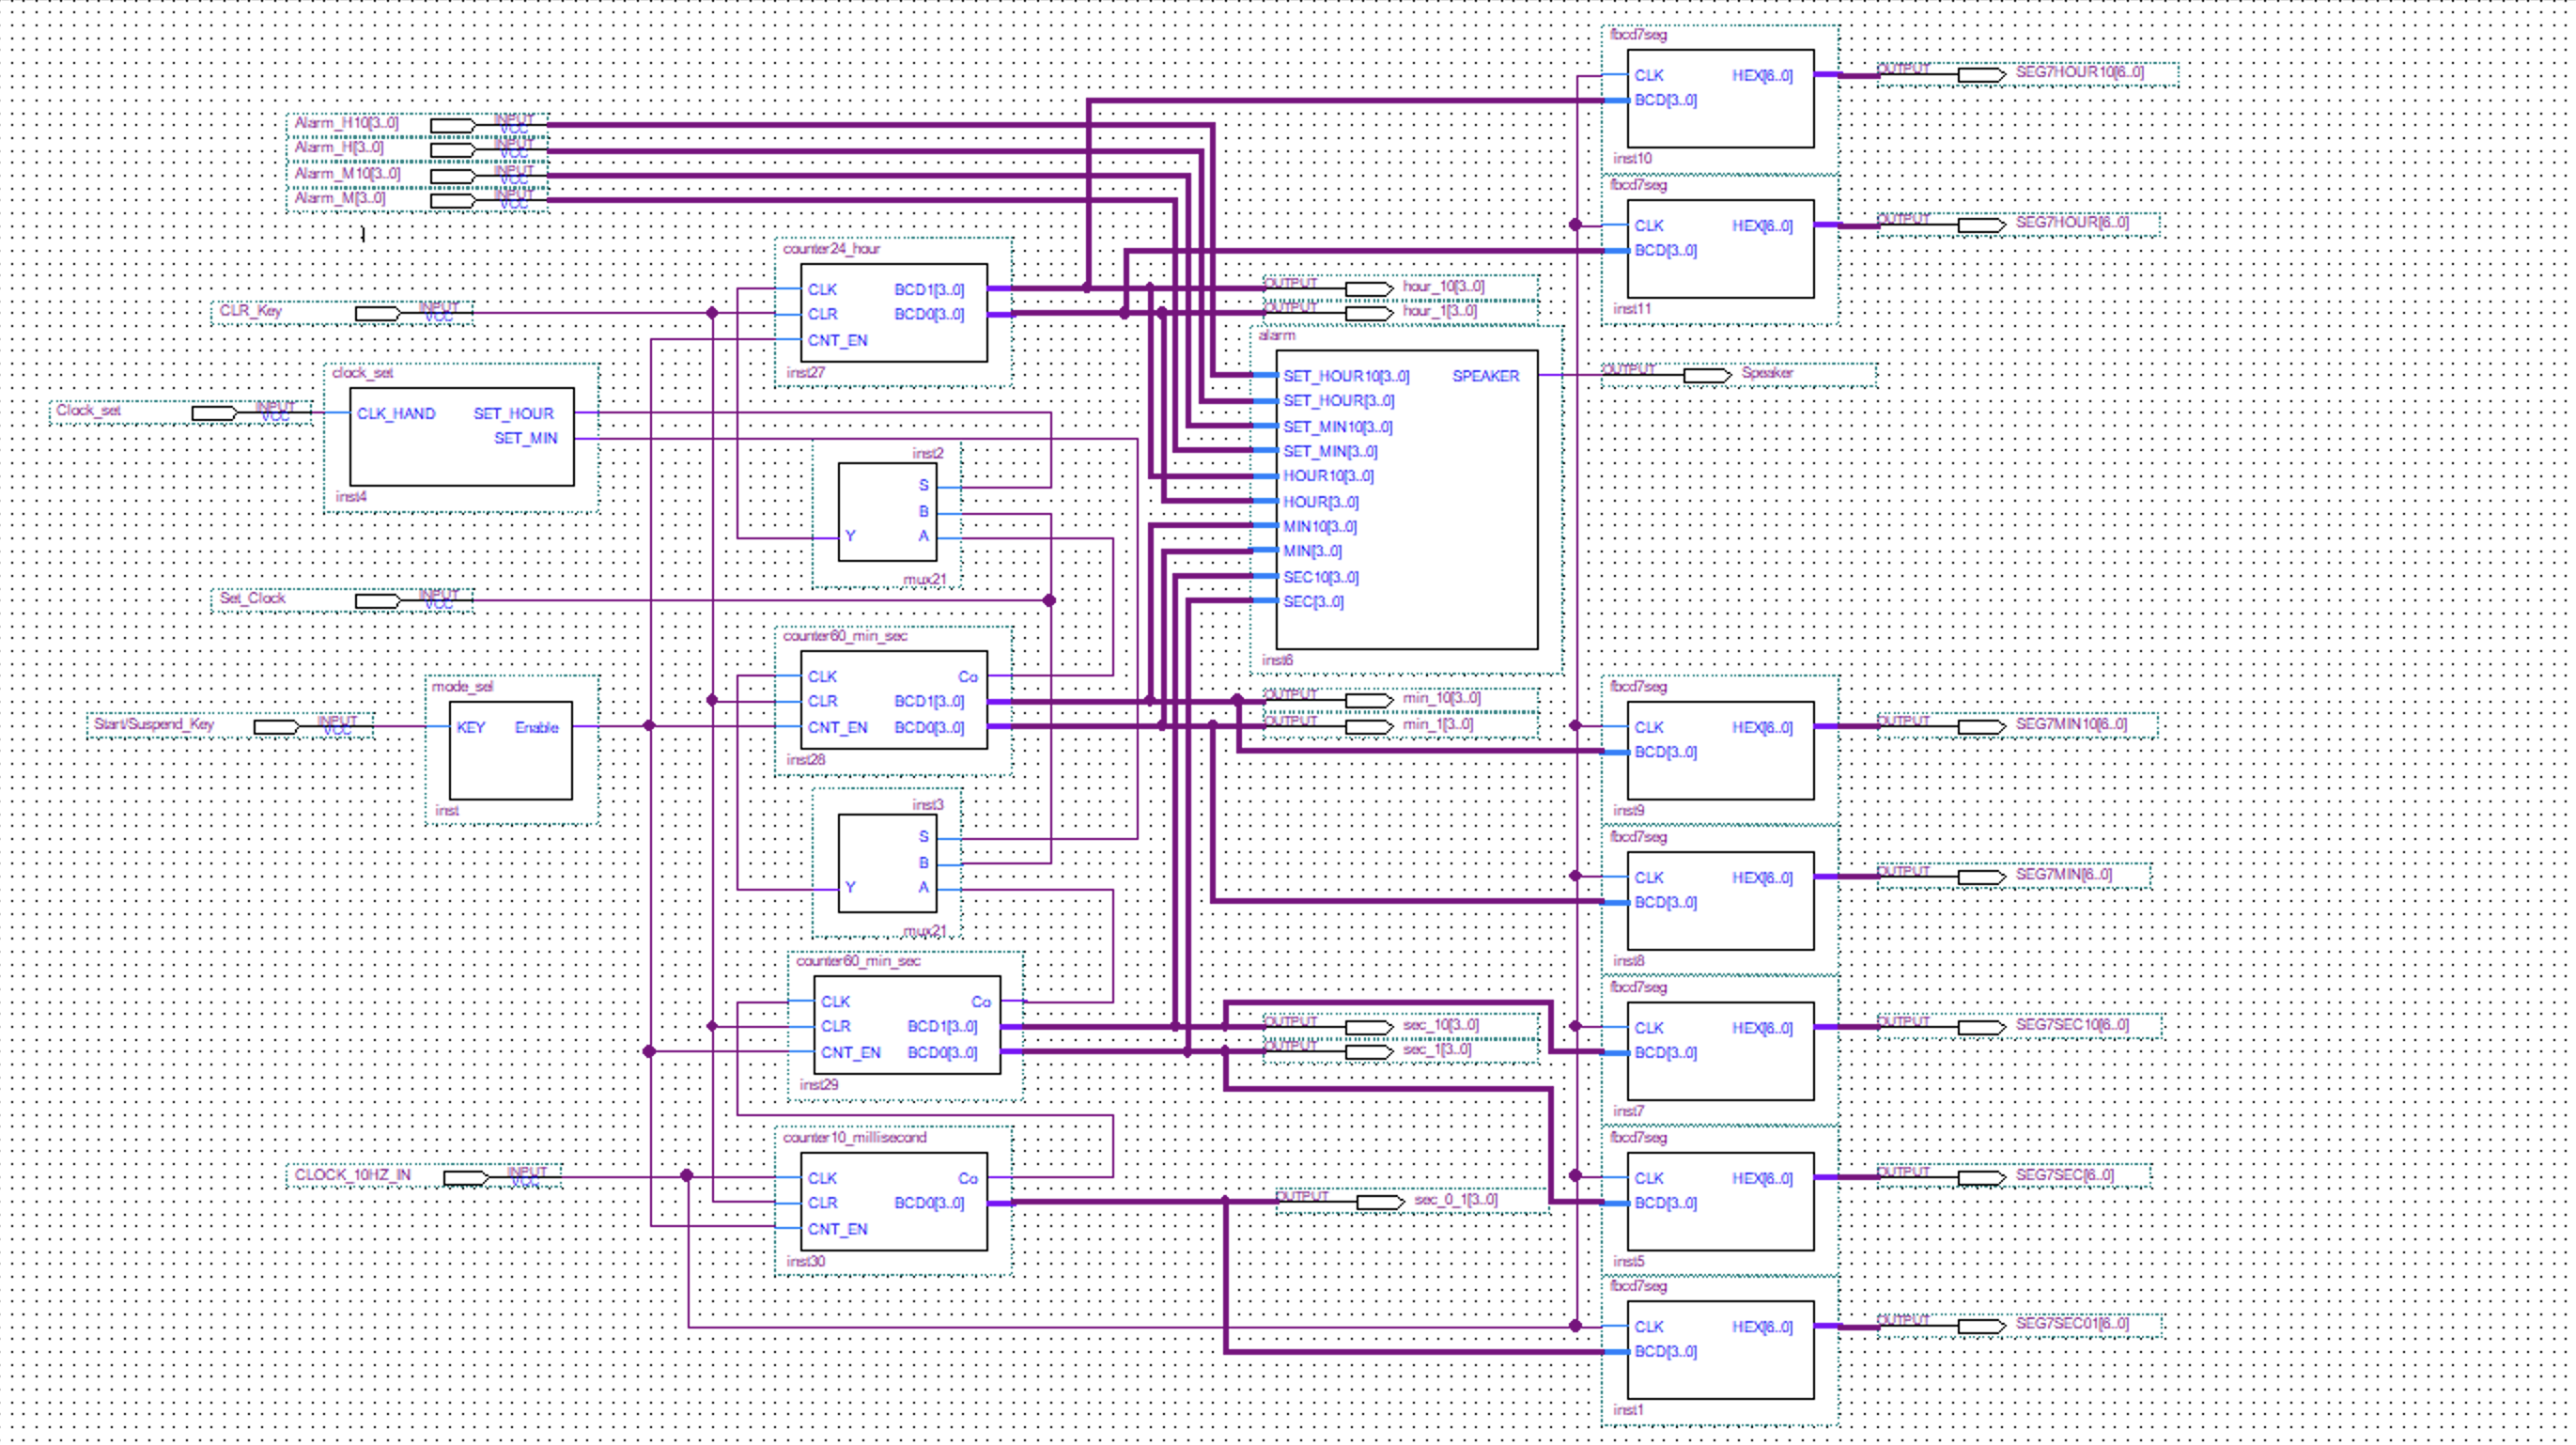 Alarm_H10[3..0] INPUT VCC
Alarm_H[3..0] INPUT VCC
Alarm_M10[3..0] INPUT VCC
Alarm_M[3..0] INPUT VCC
CLR_Key INPUT VCC
clock_set
Clock_set INPUT VCC
CLK_HAND SET_HOUR
SET_MIN
inst4
Set_Clock INPUT VCC
mode_sel
Start/Suspend_Key INPUT VCC
KEY Enable
inst
CLOCK_10HZ_IN INPUT VCC
counter24_hour
CLK BCD1[3..0]
CLR BCD0[3..0]
CNT_EN
inst27
inst2
S
B
Y A
mux21
counter60_min_sec
CLK Co
CLR BCD1[3..0]
CNT_EN BCD0[3..0]
inst28
inst3
S
B
Y A
mux21
counter60_min_sec
CLK Co
CLR BCD1[3..0]
CNT_EN BCD0[3..0]
inst29
counter10_millisecond
CLK Co
CLR BCD0[3..0]
CNT_EN
inst30
OUTPUT hour_10[3..0]
OUTPUT hour_1[3..0]
alarm
SET_HOUR10[3..0] SPEAKER
SET_HOUR[3..0]
SET_MIN10[3..0]
SET_MIN[3..0]
HOUR10[3..0]
HOUR[3..0]
MIN10[3..0]
MIN[3..0]
SEC10[3..0]
SEC[3..0]
inst6
OUTPUT Speaker
OUTPUT min_10[3..0]
OUTPUT min_1[3..0]
OUTPUT sec_10[3..0]
OUTPUT sec_1[3..0]
OUTPUT sec_0_1[3..0]
fbcd7seg
CLK HEX[6..0]
BCD[3..0]
inst10
OUTPUT SEG7HOUR10[6..0]
fbcd7seg
CLK HEX[6..0]
BCD[3..0]
inst11
OUTPUT SEG7HOUR[6..0]
fbcd7seg
CLK HEX[6..0]
BCD[3..0]
inst9
OUTPUT SEG7MIN10[6..0]
fbcd7seg
CLK HEX[6..0]
BCD[3..0]
inst8
OUTPUT SEG7MIN[6..0]
fbcd7seg
CLK HEX[6..0]
BCD[3..0]
inst7
OUTPUT SEG7SEC10[6..0]
fbcd7seg
CLK HEX[6..0]
BCD[3..0]
inst5
OUTPUT SEG7SEC[6..0]
fbcd7seg
CLK HEX[6..0]
BCD[3..0]
inst1
OUTPUT SEG7SEC01[6..0]